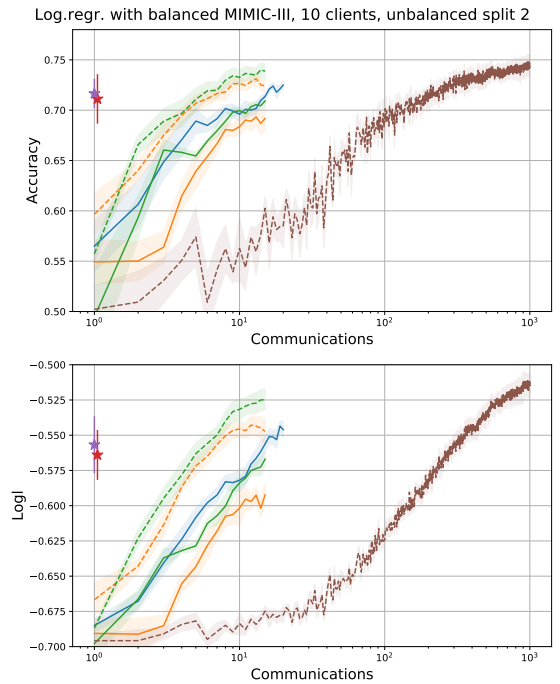 Log.regr. with balanced MIMIC-III, 10 clients, unbalanced split 2
0.75
0.70
0.65
0.60
0.55
0.50
Accuracy
10⁰ 10¹ 10² 10³
Communications
−0.500
−0.525
−0.550
−0.575
−0.600
−0.625
−0.650
−0.675
−0.700
Logl
10⁰ 10¹ 10² 10³
Communications